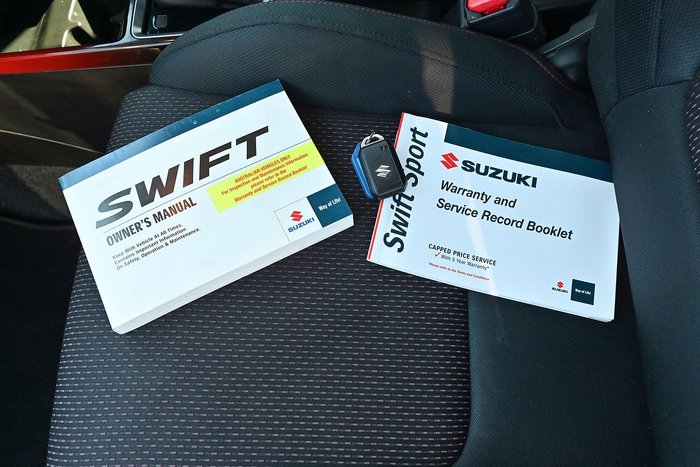 SWIFT
OWNER'S MANUAL
Keep With Vehicle At All Times.
Contains Important Information
On Safety, Operation & Maintenance.
AUSTRALIAN VEHICLES ONLY
For Inspection and Maintenance information
please refer to the
Warranty and Service Record Booklet
SUZUKI
Way of Life!
Swift Sport
SUZUKI
Warranty and
Service Record Booklet
CAPPED PRICE SERVICE
✓ With 5 Year Warranty*
*Please refer to the Terms and Conditions
SUZUKI
Way of Life!